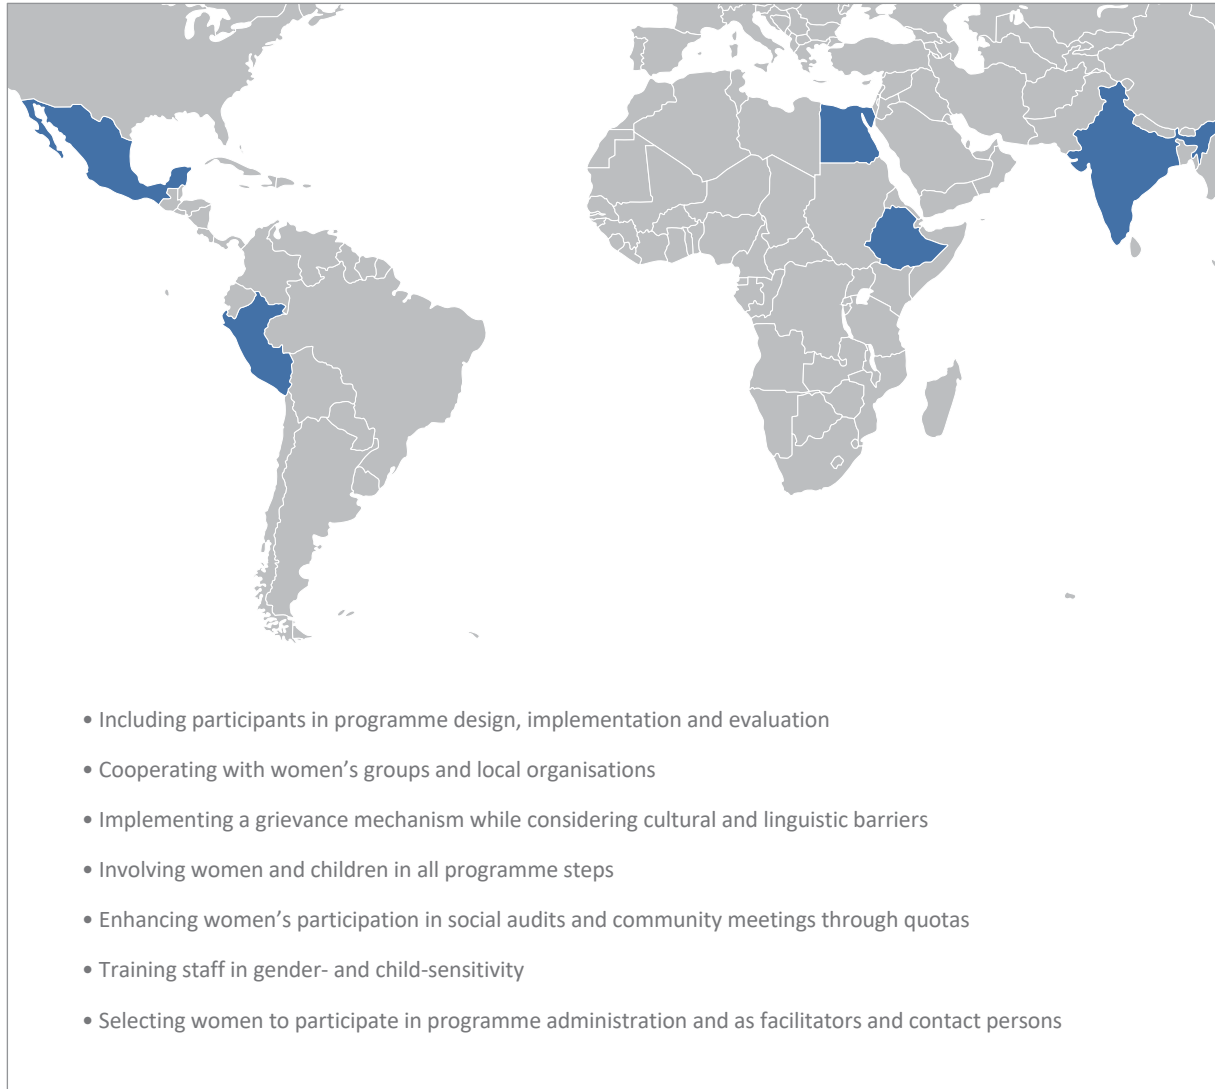 • Including participants in programme design, implementation and evaluation
• Cooperating with women’s groups and local organisations
• Implementing a grievance mechanism while considering cultural and linguistic barriers
• Involving women and children in all programme steps
• Enhancing women’s participation in social audits and community meetings through quotas
• Training staff in gender- and child-sensitivity
• Selecting women to participate in programme administration and as facilitators and contact persons